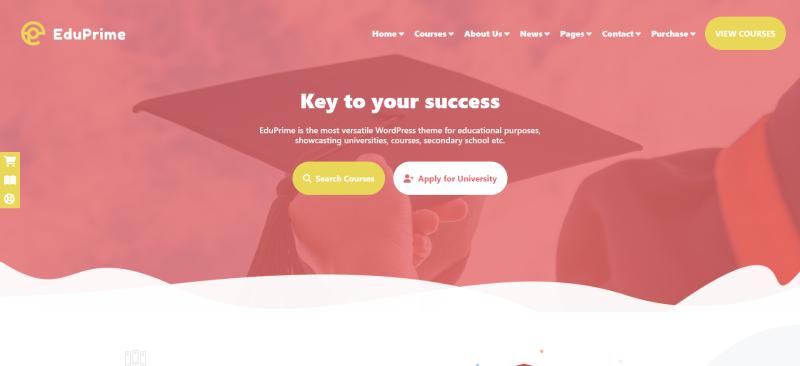 EduPrime
Home Courses About Us News Pages Contact Purchase VIEW COURSES
Key to your success
EduPrime is the most versatile WordPress theme for educational purposes,
showcasting universities, courses, secondary school etc.
Search Courses Apply for University